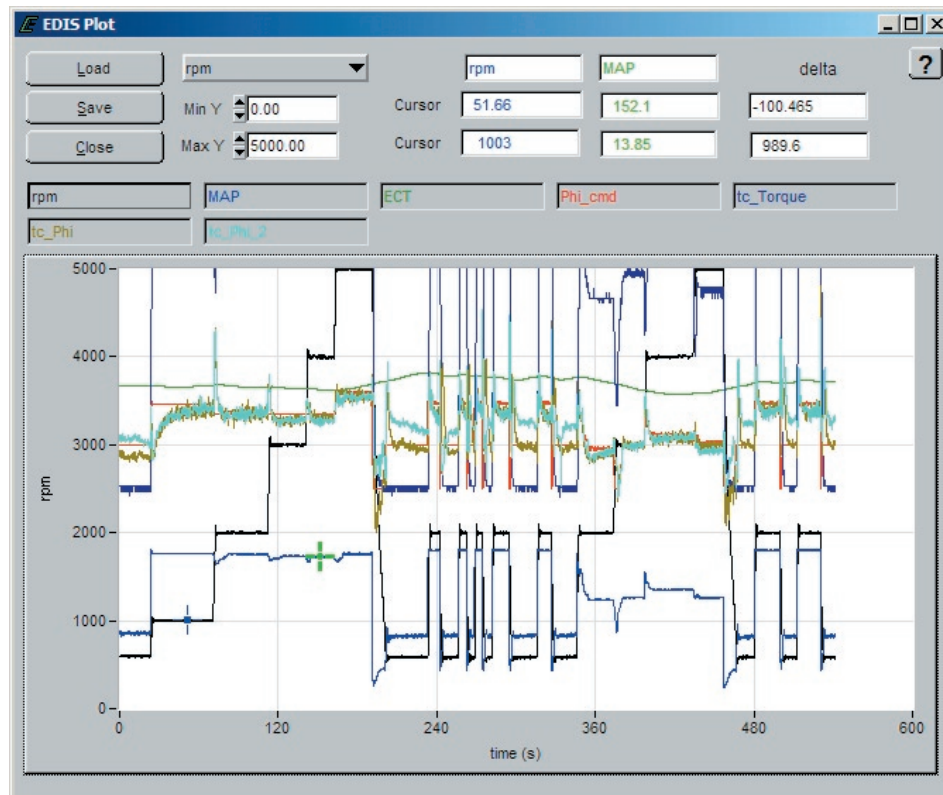 EDIS Plot
Load
rpm
rpm
MAP
delta
?
Save
Min Y
0.00
Cursor
51.66
152.1
-100.465
Close
Max Y
5000.00
Cursor
1003
13.85
989.6
rpm
MAP
ECT
Phi_cmd
tc_Torque
tc_Phi
tc_Phi_2
5000
4000
3000
2000
1000
0
rpm
0
120
240
360
480
600
time (s)